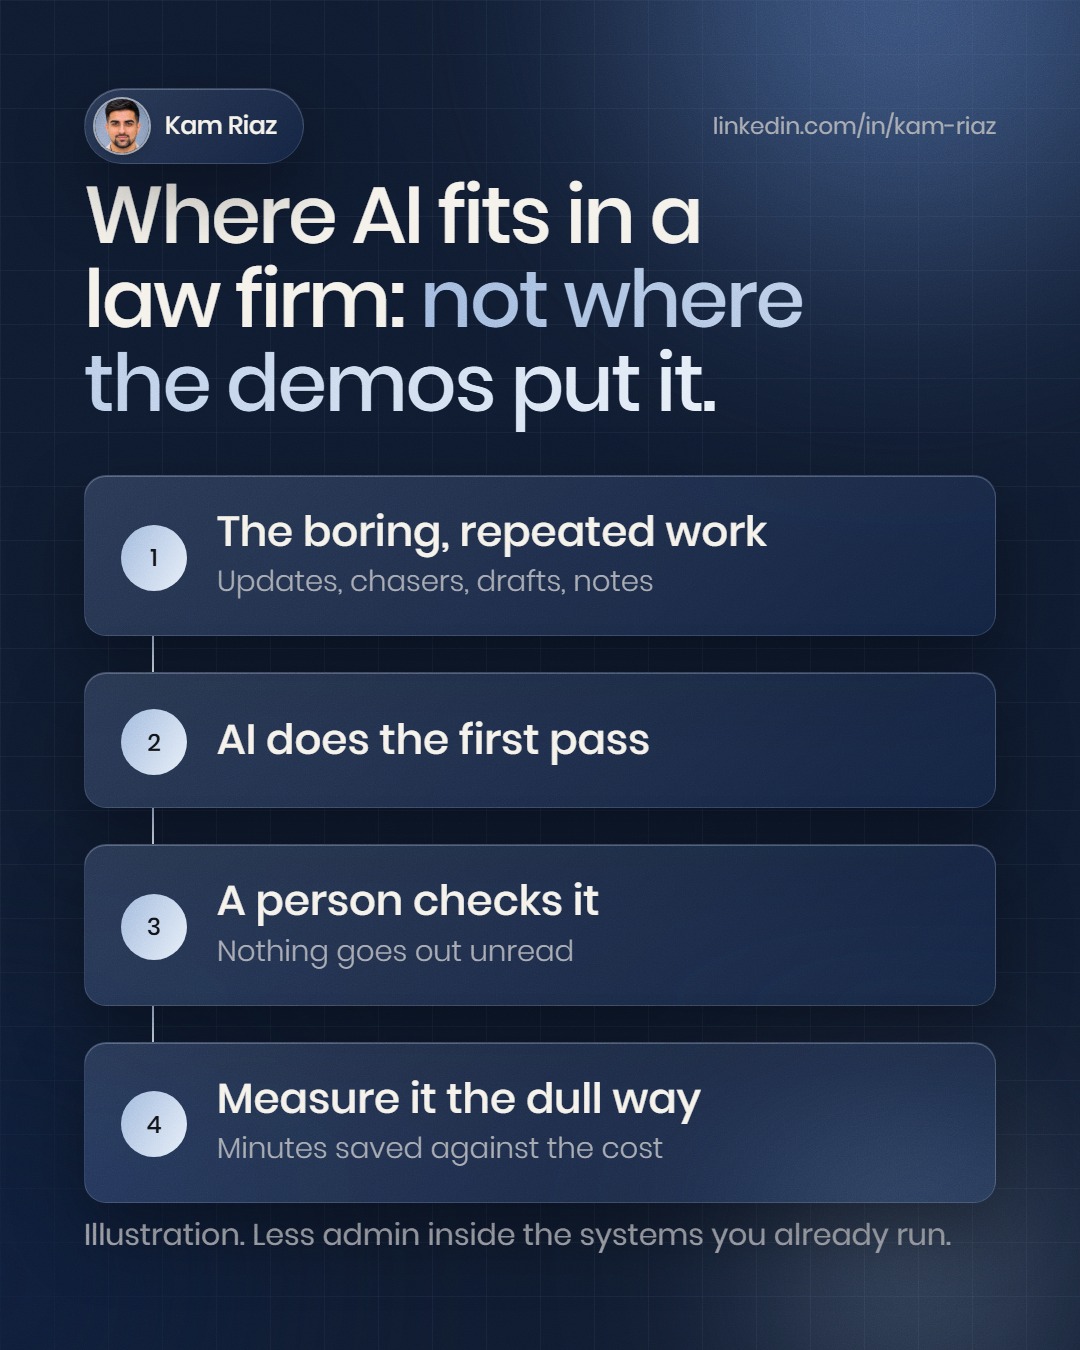 Kam Riaz
linkedin.com/in/kam-riaz
Where AI fits in a
law firm: not where
the demos put it.
1
The boring, repeated work
Updates, chasers, drafts, notes
2
AI does the first pass
3
A person checks it
Nothing goes out unread
4
Measure it the dull way
Minutes saved against the cost
Illustration. Less admin inside the systems you already run.